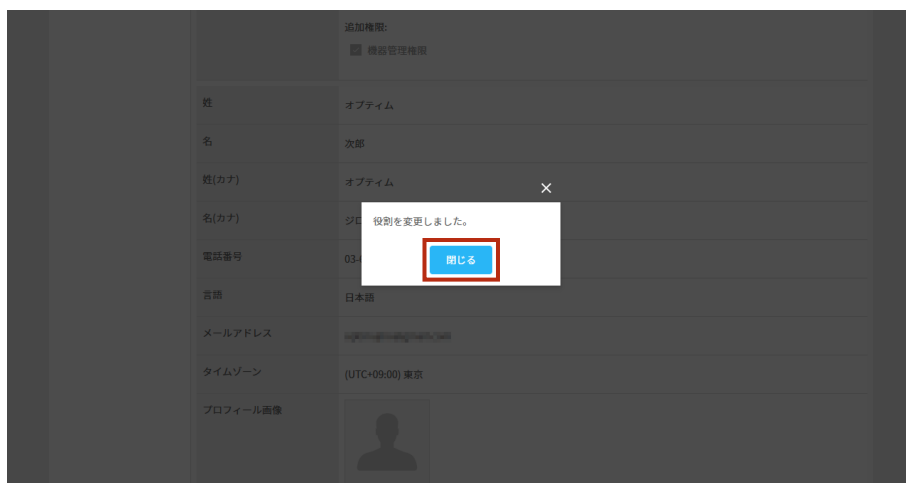 追加権限:
機器管理権限
姓
オプティム
名
次郎
姓(カナ)
オプティム
名(カナ)
ジロ
役割を変更しました。
電話番号
03-
閉じる
言語
日本語
メールアドレス
タイムゾーン
(UTC+09:00) 東京
プロフィール画像